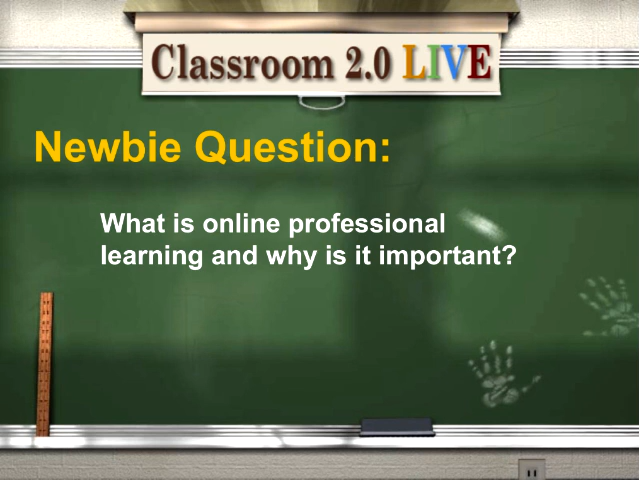 Classroom 2.0 LIVE
Newbie Question:
What is online professional
learning and why is it important?